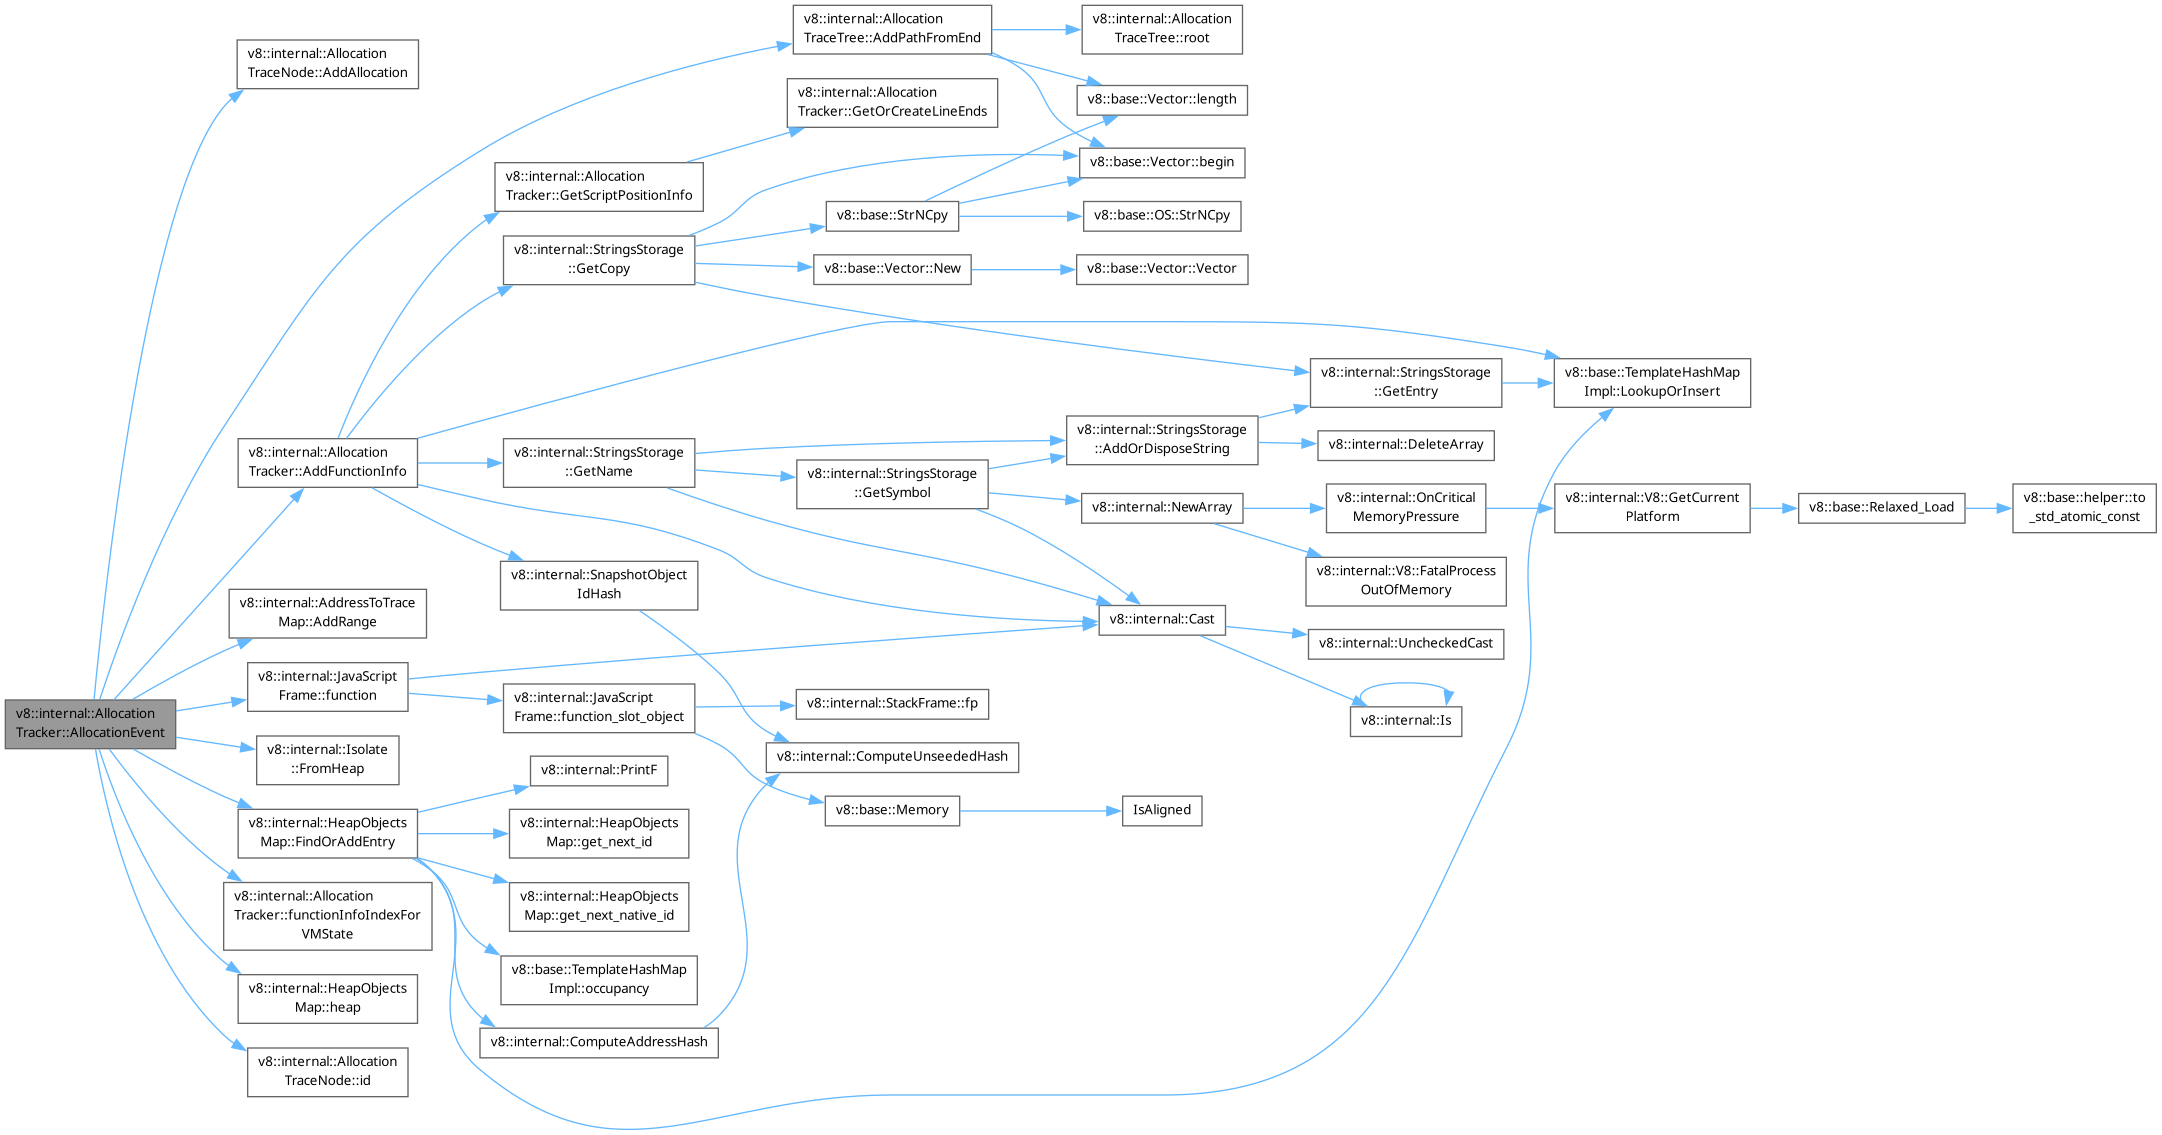 v8::internal::Allocation
Tracker::AllocationEvent
v8::internal::Allocation
TraceNode::AddAllocation
v8::internal::Allocation
Tracker::AddFunctionInfo
v8::internal::AddressToTrace
Map::AddRange
v8::internal::JavaScript
Frame::function
v8::internal::Isolate
::FromHeap
v8::internal::HeapObjects
Map::FindOrAddEntry
v8::internal::Allocation
Tracker::functionInfoIndexFor
VMState
v8::internal::HeapObjects
Map::heap
v8::internal::Allocation
TraceNode::id
v8::internal::Allocation
Tracker::GetScriptPositionInfo
v8::internal::StringsStorage
::GetCopy
v8::internal::StringsStorage
::GetName
v8::internal::SnapshotObject
IdHash
v8::internal::JavaScript
Frame::function_slot_object
v8::internal::PrintF
v8::internal::HeapObjects
Map::get_next_id
v8::internal::HeapObjects
Map::get_next_native_id
v8::base::TemplateHashMap
Impl::occupancy
v8::internal::ComputeAddressHash
v8::internal::Allocation
TraceTree::AddPathFromEnd
v8::internal::Allocation
Tracker::GetOrCreateLineEnds
v8::base::StrNCpy
v8::base::Vector::New
v8::internal::StringsStorage
::GetSymbol
v8::internal::StackFrame::fp
v8::internal::ComputeUnseededHash
v8::base::Memory
v8::internal::Allocation
TraceTree::root
v8::base::Vector::length
v8::base::Vector::begin
v8::base::OS::StrNCpy
v8::base::Vector::Vector
v8::internal::StringsStorage
::AddOrDisposeString
v8::internal::NewArray
v8::internal::Cast
IsAligned
v8::internal::StringsStorage
::GetEntry
v8::internal::DeleteArray
v8::internal::OnCritical
MemoryPressure
v8::internal::V8::FatalProcess
OutOfMemory
v8::internal::UncheckedCast
v8::internal::Is
v8::base::TemplateHashMap
Impl::LookupOrInsert
v8::internal::V8::GetCurrent
Platform
v8::base::Relaxed_Load
v8::base::helper::to
_std_atomic_const